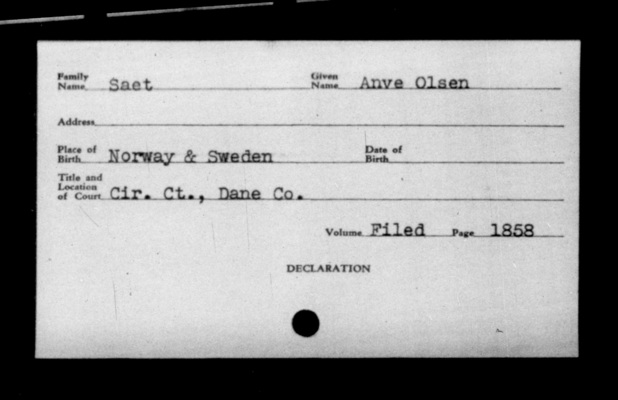 Family Name Saet Given Name Anve Olsen
Address
Place of Birth Norway & Sweden Date of Birth
Title and Location of Court Cir. Ct., Dane Co.
Volume Filed Page 1858
DECLARATION